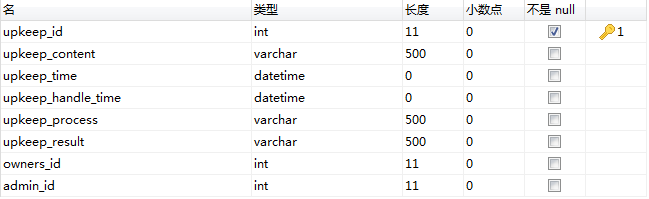 名 类型 长度 小数点 不是 null
upkeep_id int 11 0 1
upkeep_content varchar 500 0
upkeep_time datetime 0 0
upkeep_handle_time datetime 0 0
upkeep_process varchar 500 0
upkeep_result varchar 500 0
owners_id int 11 0
admin_id int 11 0